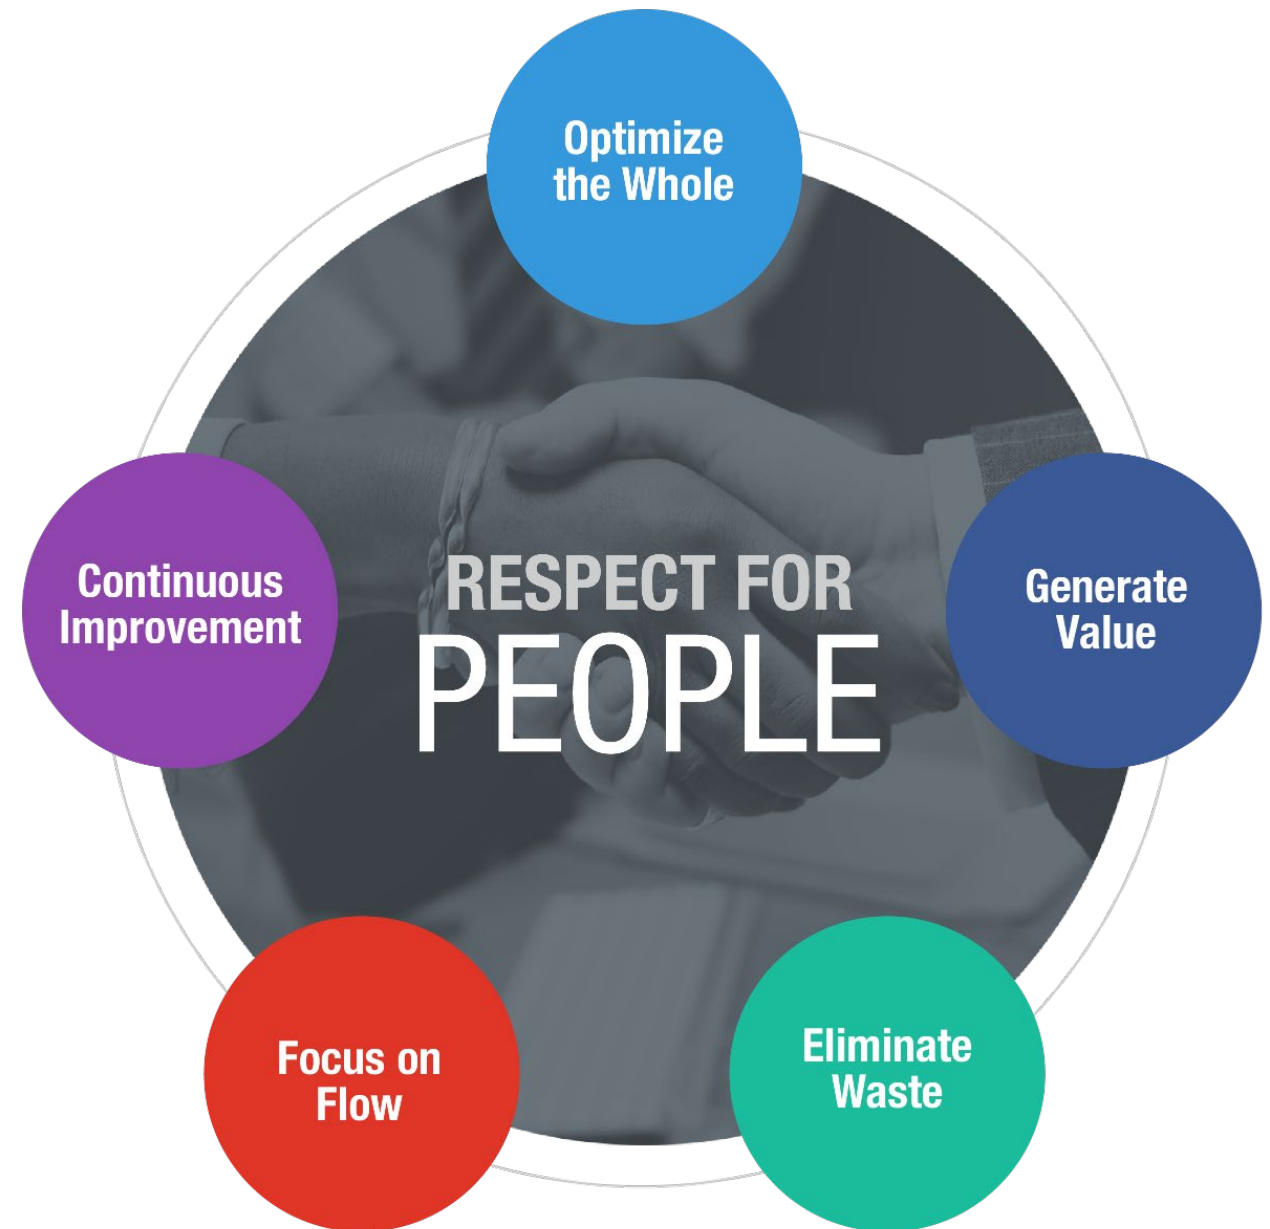 Optimize
the Whole
Generate
Value
Eliminate
Waste
Focus on
Flow
Continuous
Improvement
RESPECT FOR
PEOPLE